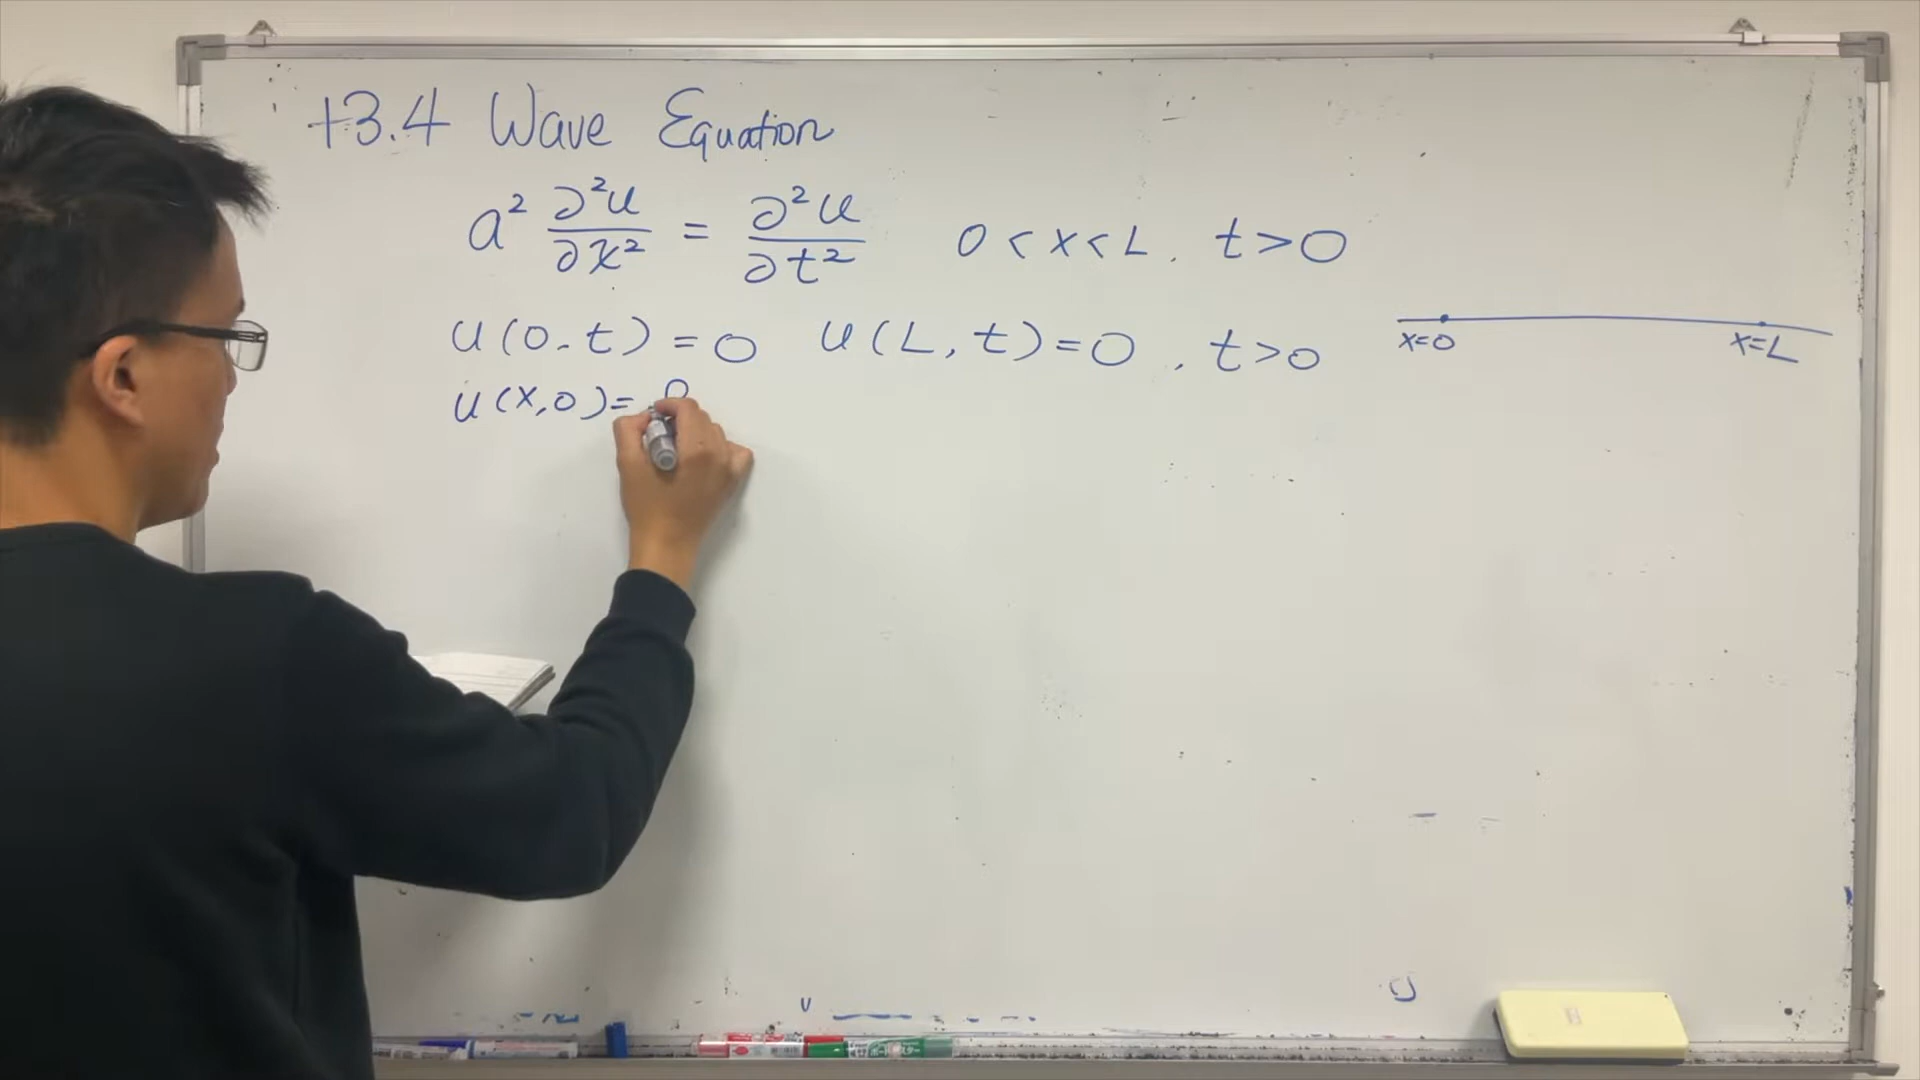 13.4 Wave Equation
a² ∂²u/∂x² = ∂²u/∂t² 0 < x < L, t > 0
u(0,t) = 0 u(L,t) = 0, t > 0
x=0 x=L
u(x,0) =